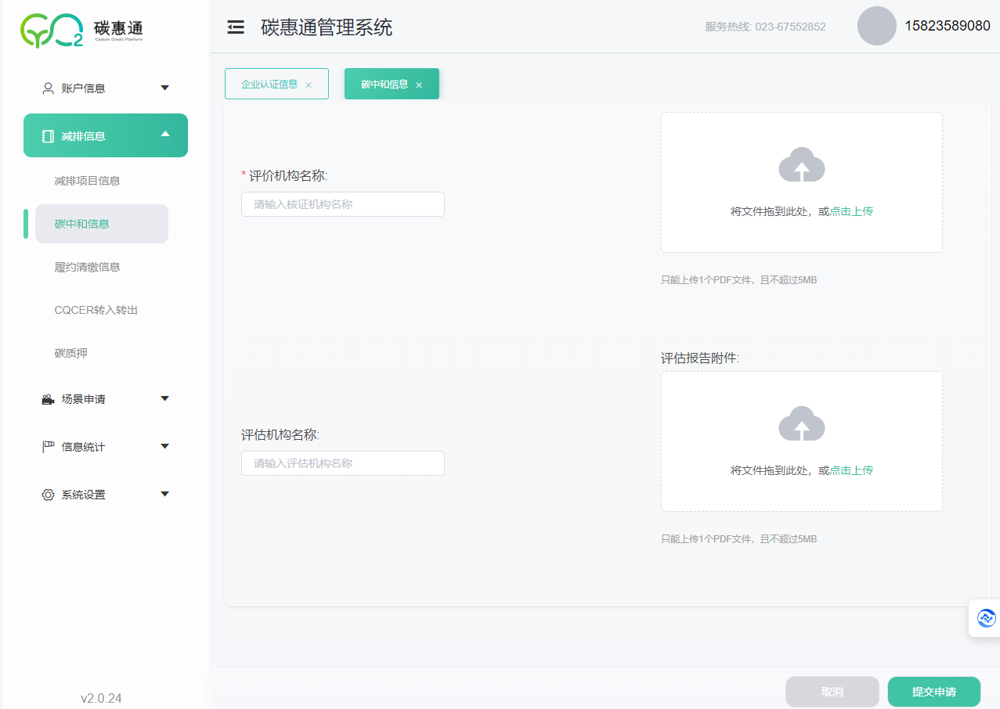 碳惠通
Carbon Credit Platform
碳惠通管理系统
服务热线: 023-67552852
15823589080
账户信息
减排信息
减排项目信息
碳中和信息
履约清缴信息
CQCER转入转出
碳质押
场景申请
信息统计
系统设置
v2.0.24
企业认证信息 ×
碳中和信息 ×
* 评价机构名称:
请输入核证机构名称
将文件拖到此处，或点击上传
只能上传1个PDF文件，且不超过5MB
评估机构名称:
请输入评估机构名称
评估报告附件:
将文件拖到此处，或点击上传
只能上传1个PDF文件，且不超过5MB
取消
提交申请